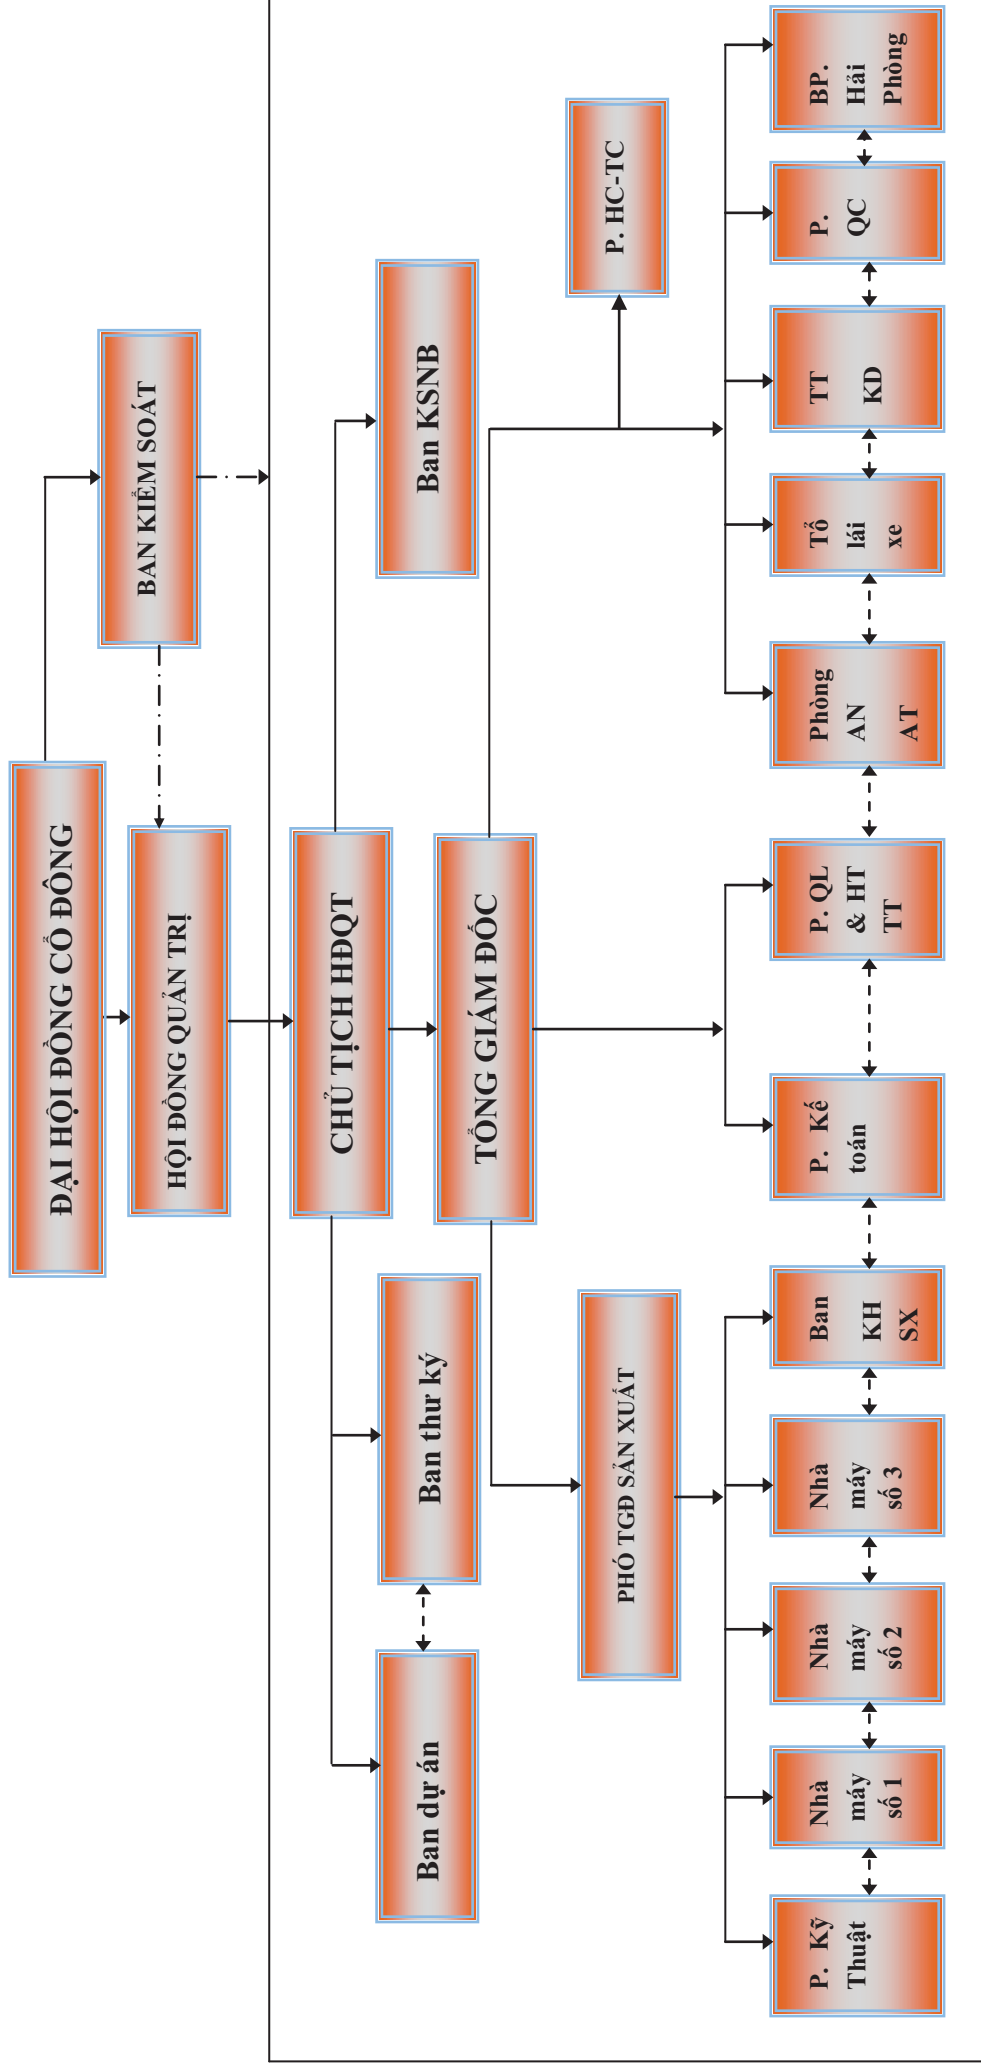 ĐẠI HỘI ĐỒNG CỔ ĐÔNG
BAN KIỂM SOÁT
HỘI ĐỒNG QUẢN TRỊ
CHỦ TỊCH HĐQT
Ban dự án
Ban thư ký
Ban KSNB
TỔNG GIÁM ĐỐC
PHÓ TGĐ SẢN XUẤT
P. HC-TC
P. Kỹ
Thuật
Nhà
máy
số 1
Nhà
máy
số 2
Nhà
máy
số 3
Ban
KH
SX
P. Kế
toán
P. QL
& HT
TT
Phòng
AN
AT
Tổ
lái
xe
TT
KD
P.
QC
BP.
Hải
Phòng